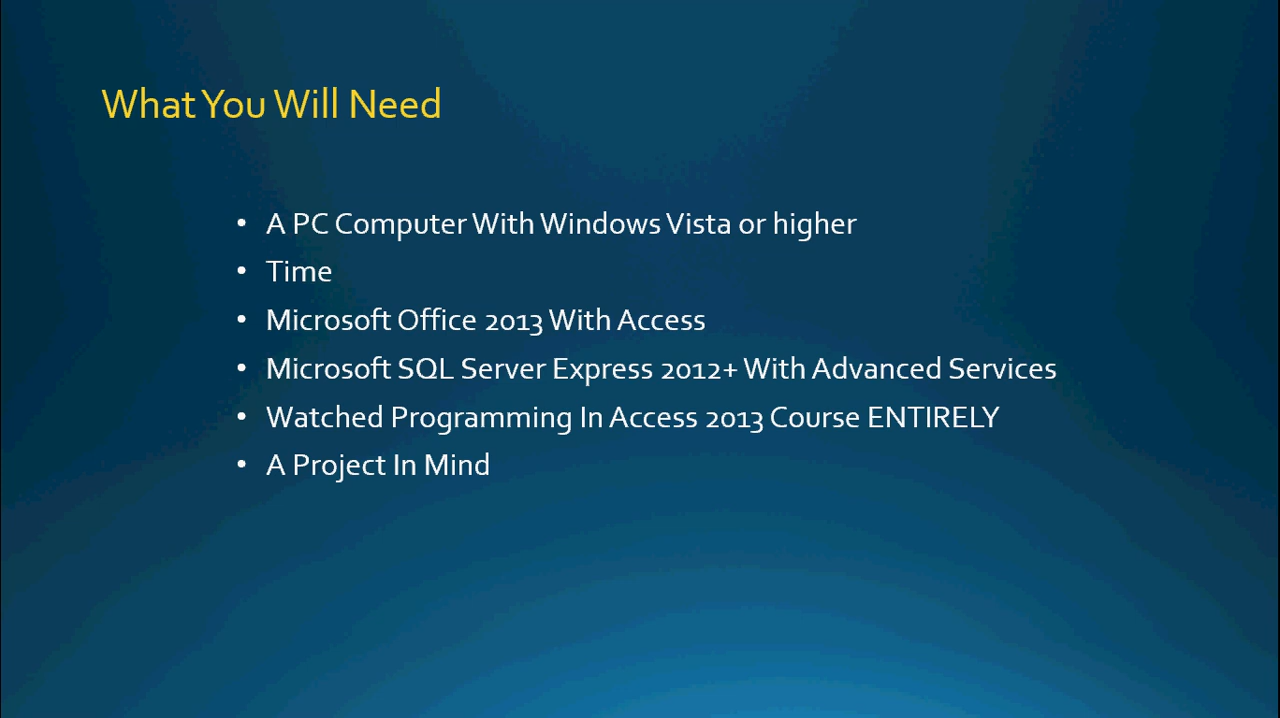 What You Will Need
• A PC Computer With Windows Vista or higher
• Time
• Microsoft Office 2013 With Access
• Microsoft SQL Server Express 2012+ With Advanced Services
• Watched Programming In Access 2013 Course ENTIRELY
• A Project In Mind